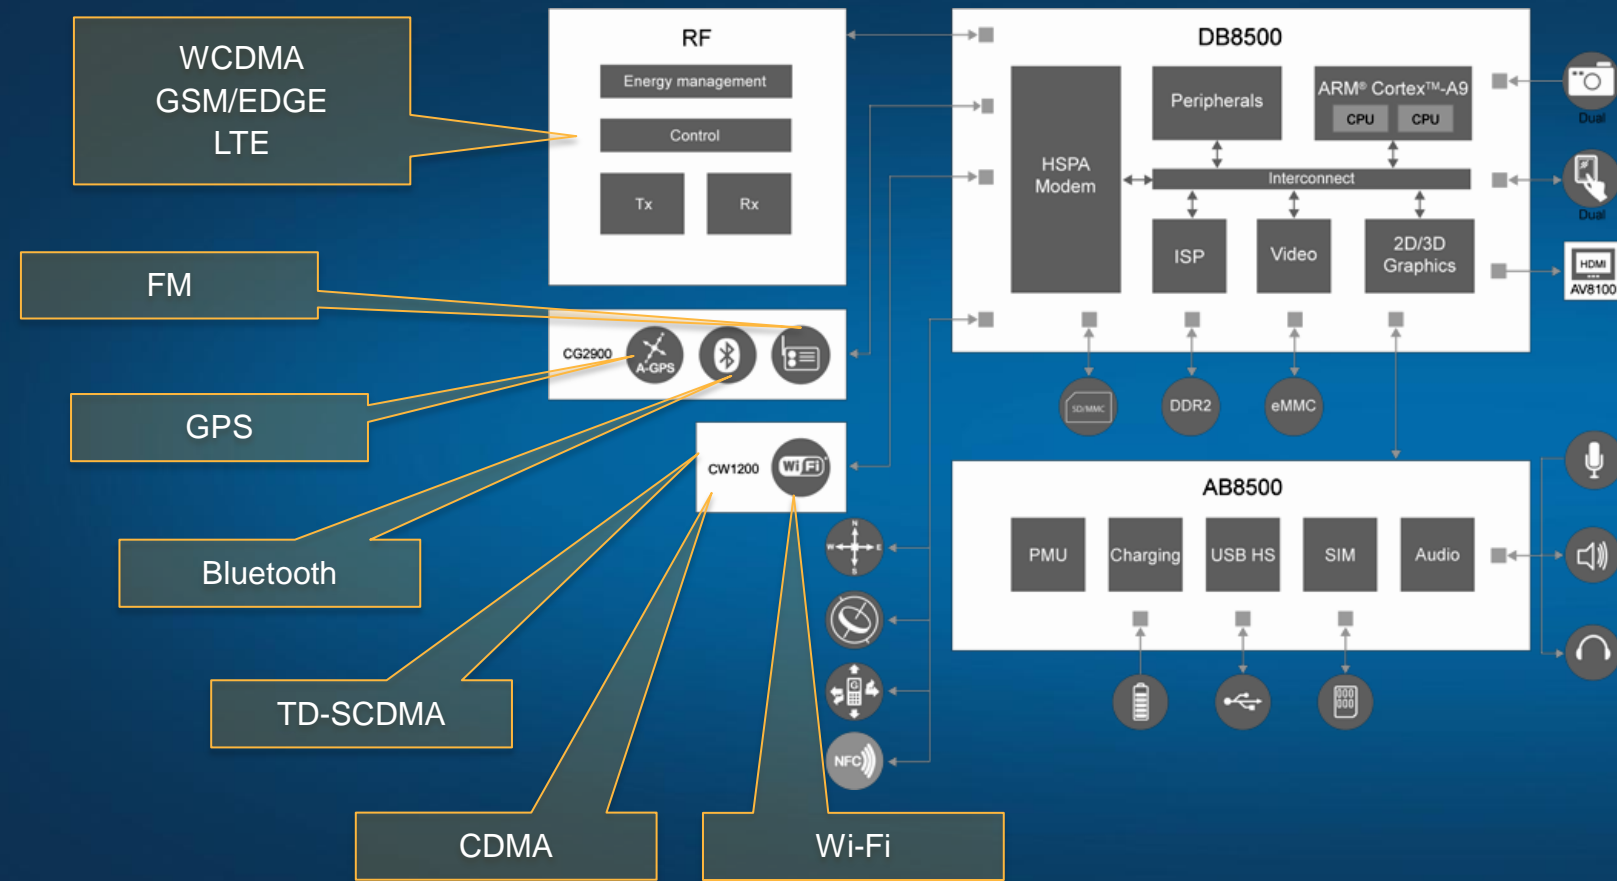 WCDMA
GSM/EDGE
LTE
FM
GPS
Bluetooth
TD-SCDMA
CDMA
Wi-Fi
RF
Energy management
Control
Tx
Rx
CG2900
A-GPS
CW1200
Wi Fi
N
W
E
S
G
NFC
DB8500
HSPA
Modem
Peripherals
ARM® Cortex™-A9
CPU
CPU
Interconnect
ISP
Video
2D/3D
Graphics
SD/MMC
DDR2
eMMC
Dual
Dual
HDMI
AV8100
AB8500
PMU
Charging
USB HS
SIM
Audio